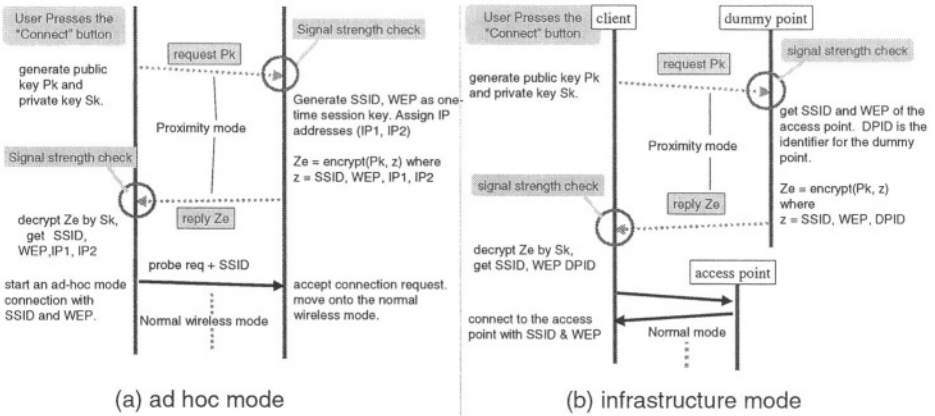 User Presses the
"Connect" button
Signal strength check
request Pk
generate public
key Pk and
private key Sk.
Generate SSID, WEP as one-
time session key. Assign IP
addresses (IP1, IP2)
Proximity mode
Signal strength check
Ze = encrypt(Pk, z) where
z = SSID, WEP, IP1, IP2
reply Ze
decrypt Ze by Sk,
get SSID,
WEP,IP1, IP2
probe req + SSID
start an ad-hoc mode
connection with
SSID and WEP.
accept connection request.
move onto the normal
wireless mode.
Normal wireless mode
(a) ad hoc mode
User Presses the
"Connect" button
client
dummy point
signal strength check
request Pk
generate public key Pk
and private key Sk.
get SSID and WEP of the
access point. DPID is the
identifier for the dummy
point.
Proximity mode
signal strength check
Ze = encrypt(Pk, z)
where
z = SSID, WEP, DPID
reply Ze
decrypt Ze by Sk,
get SSID, WEP DPID
access point
connect to the access
point with SSID & WEP
Normal mode
(b) infrastructure mode